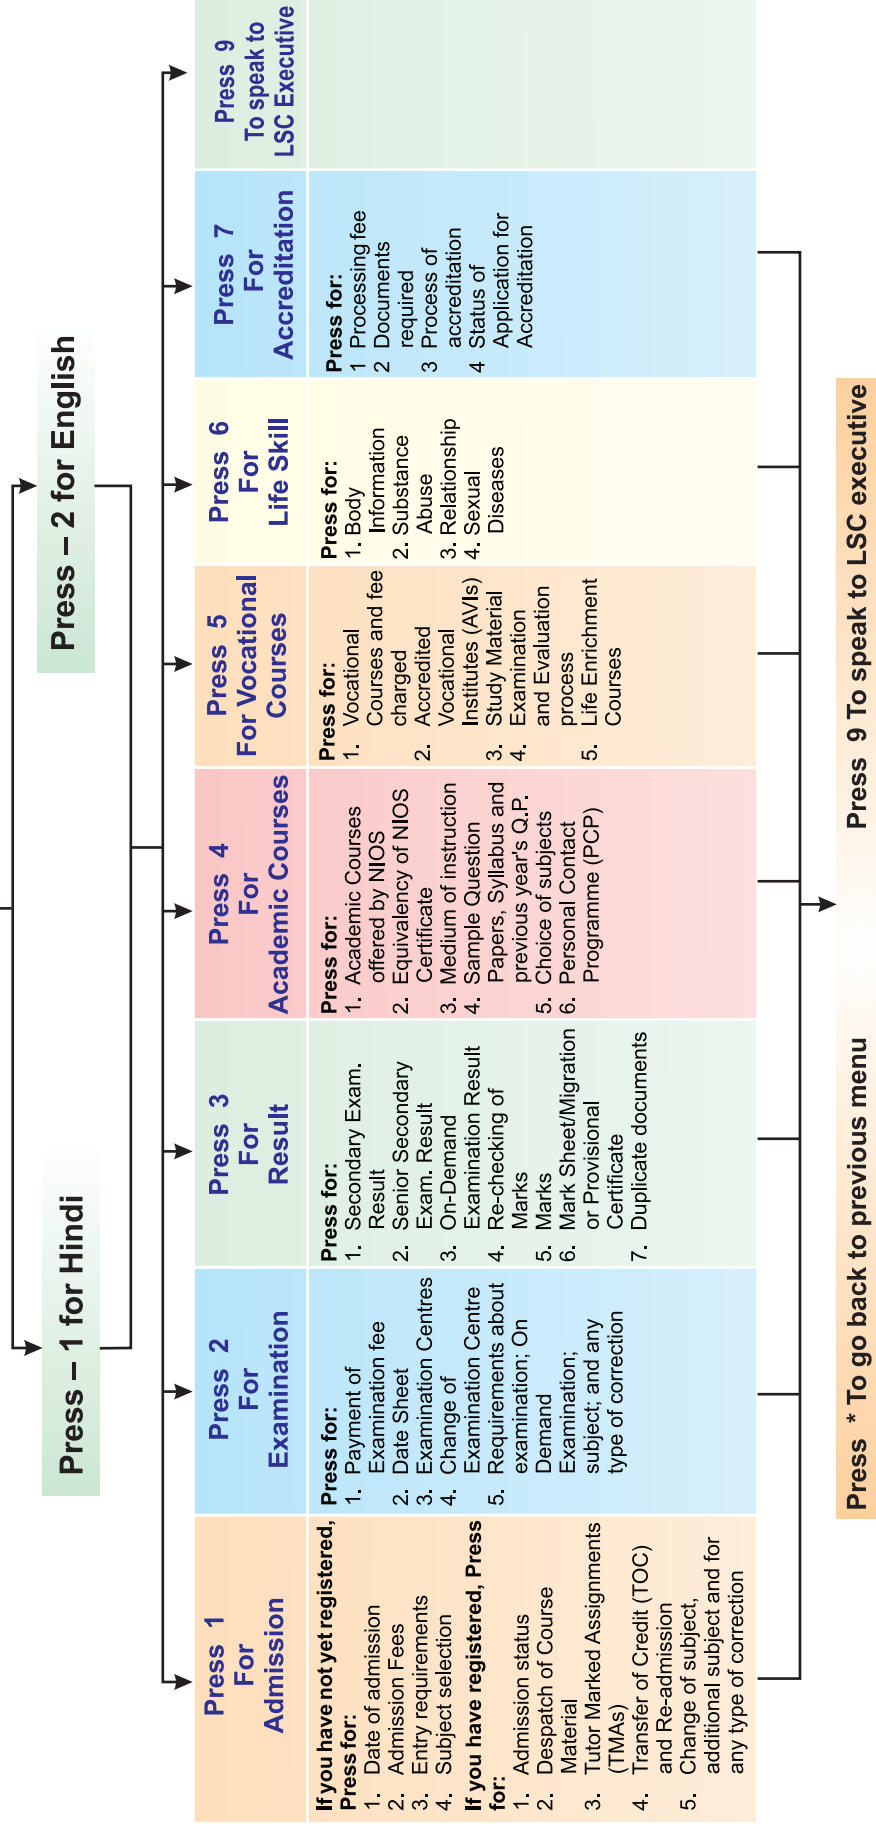 Press – 1 for Hindi
Press – 2 for English
Press 1
For
Admission
If you have not yet registered,
Press for:
1. Date of admission
2. Admission Fees
3. Entry requirements
4. Subject selection
If you have registered, Press
for:
1. Admission status
2. Despatch of Course
Material
3. Tutor Marked Assignments
(TMAs)
4. Transfer of Credit (TOC)
and Re-admission
5. Change of subject,
additional subject and for
any type of correction
Press 2
For
Examination
Press for:
1. Payment of
Examination fee
2. Date Sheet
3. Examination Centres
4. Change of
Examination Centre
5. Requirements about
examination; On
Demand
Examination;
subject; and any
type of correction
Press 3
For
Result
Press for:
1. Secondary Exam.
Result
2. Senior Secondary
Exam. Result
3. On-Demand
Examination Result
4. Re-checking of
Marks
5. Marks
6. Mark Sheet/Migration
or Provisional
Certificate
7. Duplicate documents
Press 4
For
Academic Courses
Press for:
1. Academic Courses
offered by NIOS
2. Equivalency of NIOS
Certificate
3. Medium of instruction
4. Sample Question
Papers, Syllabus and
previous year's Q.P.
5. Choice of subjects
6. Personal Contact
Programme (PCP)
Press 5
For Vocational
Courses
Press for:
1. Vocational
Courses and fee
charged
2. Accredited
Vocational
Institutes (AVIs)
3. Study Material
4. Examination
and Evaluation
process
5. Life Enrichment
Courses
Press 6
For
Life Skill
Press for:
1. Body
Information
2. Substance
Abuse
3. Relationship
4. Sexual
Diseases
Press 7
For
Accreditation
Press for:
1 Processing fee
2 Documents
required
3 Process of
accreditation
4 Status of
Application for
Accreditation
Press 9
To speak to
LSC Executive
Press * To go back to previous menu
Press 9 To speak to LSC executive